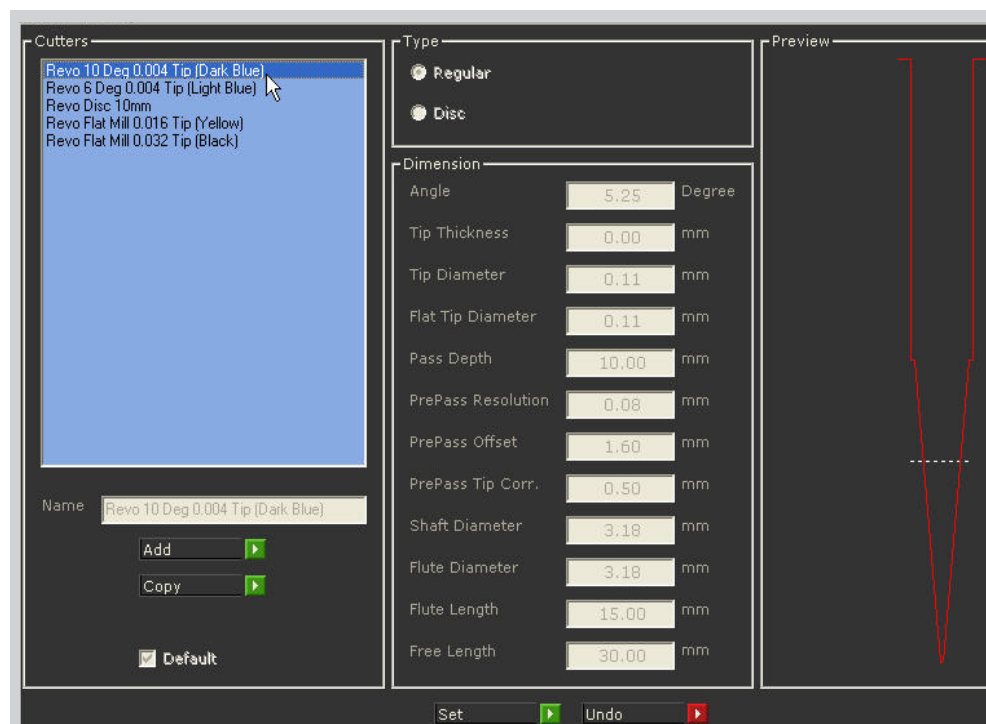 Cutters
Revo 10 Deg 0.004 Tip (Dark Blue)
Revo 6 Deg 0.004 Tip (Light Blue)
Revo Disc 10mm
Revo Flat Mill 0.016 Tip (Yellow)
Revo Flat Mill 0.032 Tip (Black)
Name Revo 10 Deg 0.004 Tip (Dark Blue)
Add
Copy
Default
Type
Regular
Disc
Dimension
Angle 5.25 Degree
Tip Thickness 0.00 mm
Tip Diameter 0.11 mm
Flat Tip Diameter 0.11 mm
Pass Depth 10.00 mm
PrePass Resolution 0.08 mm
PrePass Offset 1.60 mm
PrePass Tip Corr. 0.50 mm
Shaft Diameter 3.18 mm
Flute Diameter 3.18 mm
Flute Length 15.00 mm
Free Length 30.00 mm
Preview
Set Undo